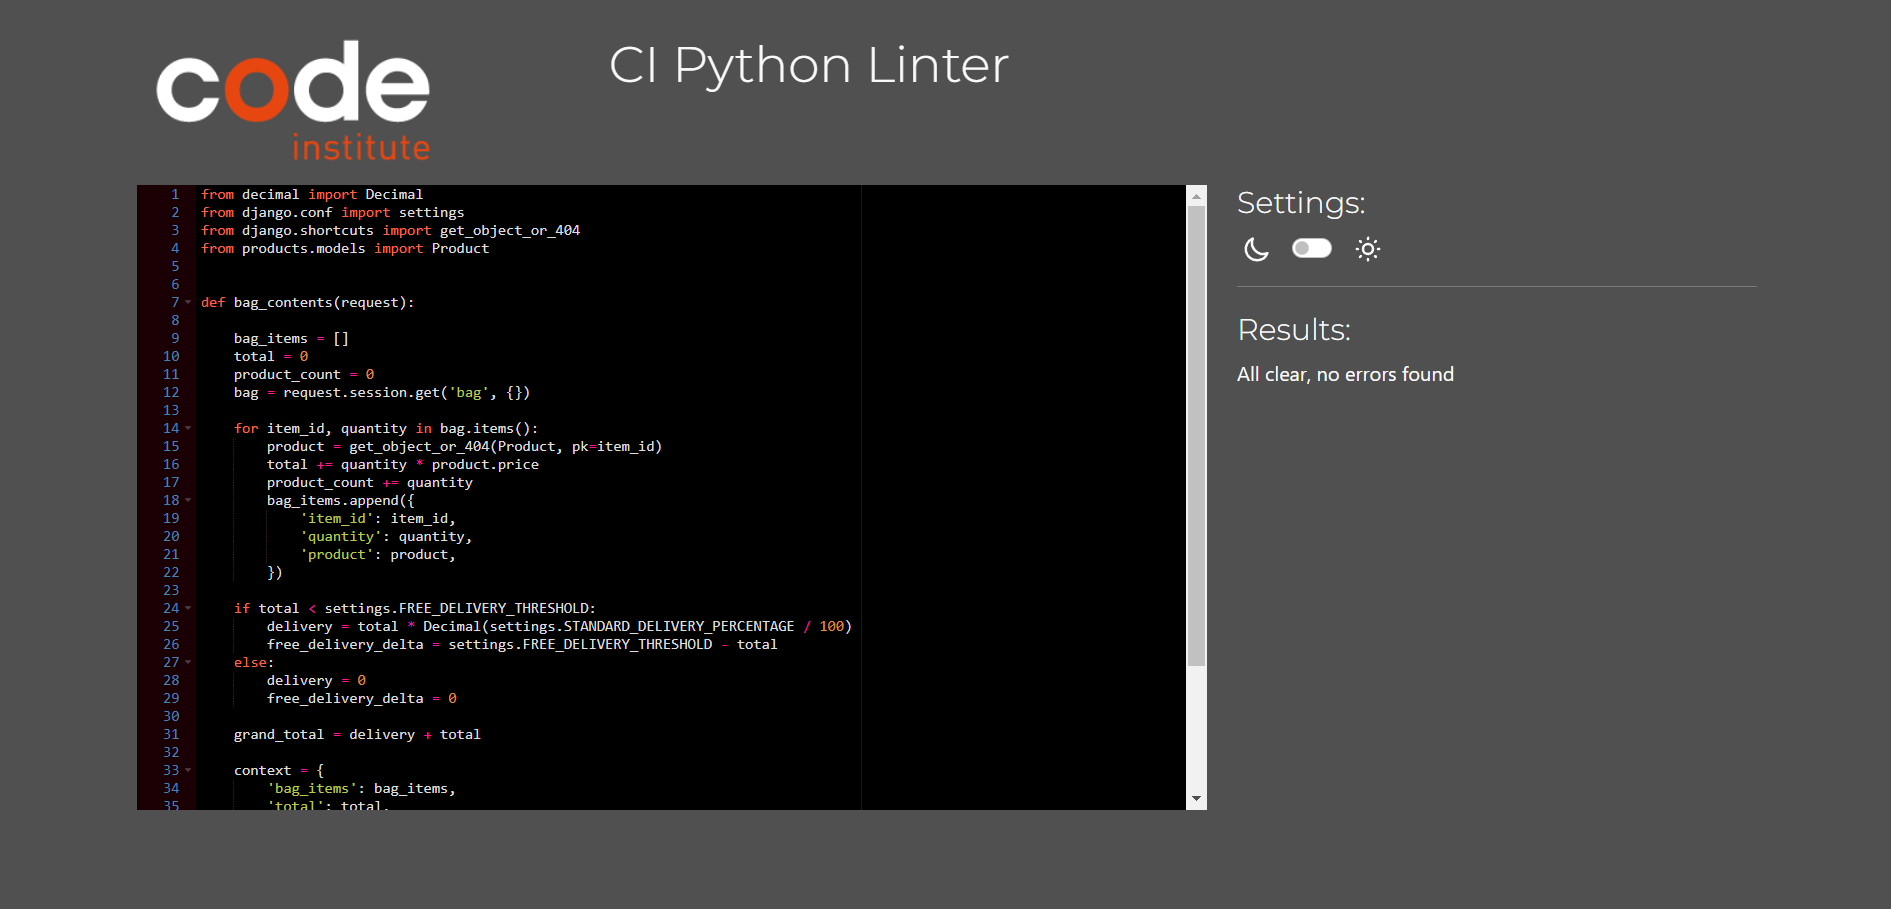 code
institute
CI Python Linter
1 from decimal import Decimal
2 from django.conf import settings
3 from django.shortcuts import get_object_or_404
4 from products.models import Product
5
6
7 def bag_contents(request):
8
9     bag_items = []
10     total = 0
11     product_count = 0
12     bag = request.session.get('bag', {})
13
14     for item_id, quantity in bag.items():
15         product = get_object_or_404(Product, pk=item_id)
16         total += quantity * product.price
17         product_count += quantity
18         bag_items.append({
19             'item_id': item_id,
20             'quantity': quantity,
21             'product': product,
22         })
23
24     if total < settings.FREE_DELIVERY_THRESHOLD:
25         delivery = total * Decimal(settings.STANDARD_DELIVERY_PERCENTAGE / 100)
26         free_delivery_delta = settings.FREE_DELIVERY_THRESHOLD - total
27     else:
28         delivery = 0
29         free_delivery_delta = 0
30
31     grand_total = delivery + total
32
33     context = {
34         'bag_items': bag_items,
35         'total': total,
Settings:
Results:
All clear, no errors found